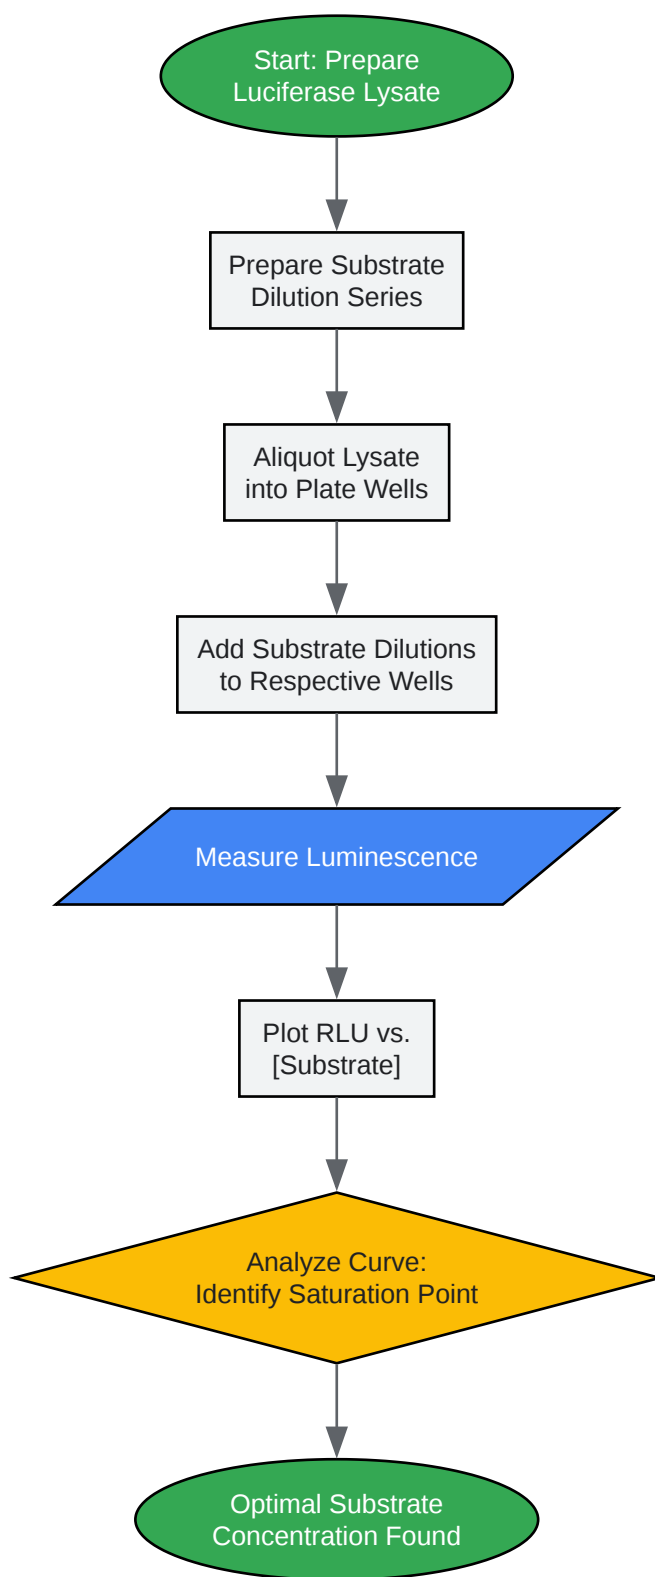 Start: Prepare
Luciferase Lysate
Prepare Substrate
Dilution Series
Aliquot Lysate
into Plate Wells
Add Substrate Dilutions
to Respective Wells
Measure Luminescence
Plot RLU vs.
[Substrate]
Analyze Curve:
Identify Saturation Point
Optimal Substrate
Concentration Found